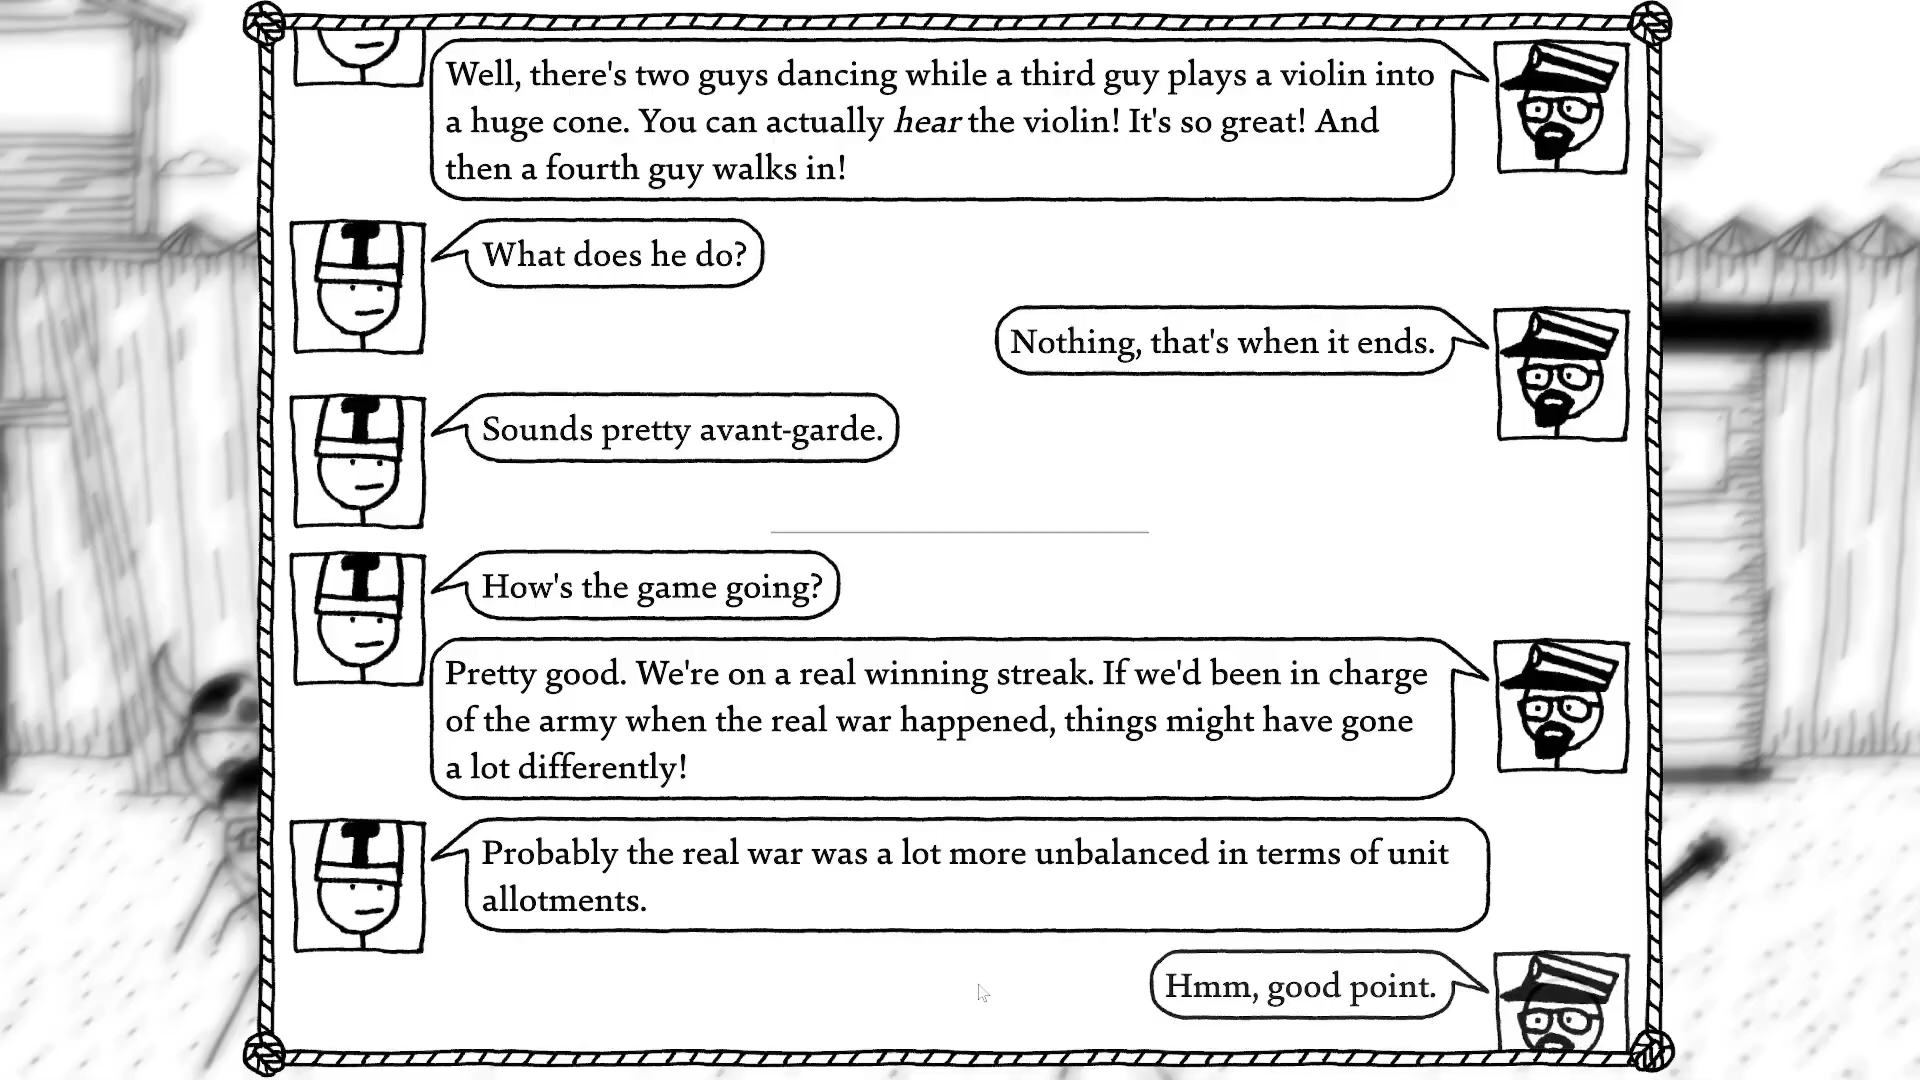 Well, there's two guys dancing while a third guy plays a violin into
a huge cone. You can actually hear the violin! It's so great! And
then a fourth guy walks in!
What does he do?
Nothing, that's when it ends.
Sounds pretty avant-garde.
How's the game going?
Pretty good. We're on a real winning streak. If we'd been in charge
of the army when the real war happened, things might have gone
a lot differently!
Probably the real war was a lot more unbalanced in terms of unit
allotments.
Hmm, good point.